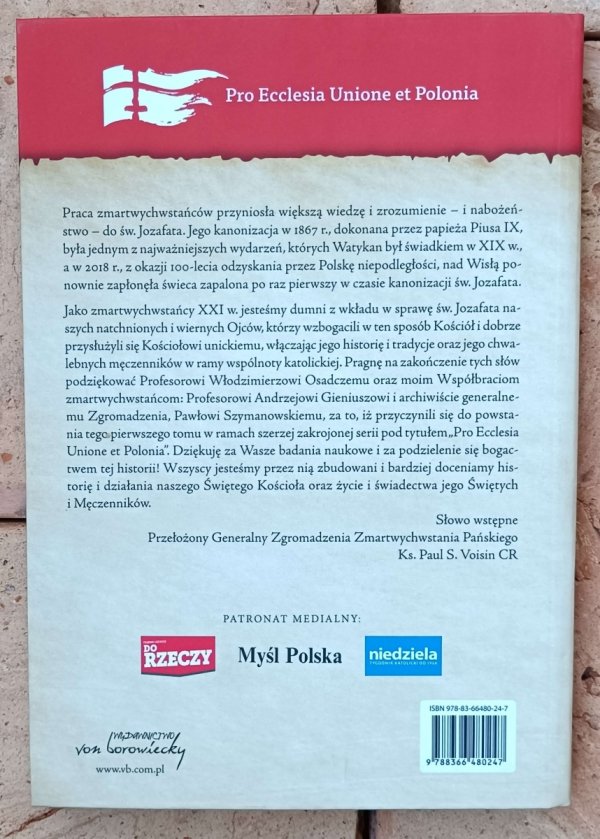 Pro Ecclesia Unione et Polonia
Praca zmartwychwstańców przyniosła większą wiedzę i zrozumienie – i nabożeń-
stwo – do św. Jozafata. Jego kanonizacja w 1867 r., dokonana przez papieża Piusa IX,
była jednym z najważniejszych wydarzeń, których Watykan był świadkiem w XIX w.,
a w 2018 r., z okazji 100-lecia odzyskania przez Polskę niepodległości, nad Wisłą po-
nownie zapłonęła świeca zapalona po raz pierwszy w czasie kanonizacji św. Jozafata.
Jako zmartwychwstańcy XXI w. jesteśmy dumni z wkładu w sprawę św. Jozafata na-
szych natchnionych i wiernych Ojców, którzy wzbogacili w ten sposób Kościół i dobrze
przysłużyli się Kościołowi unickiemu, włączając jego historię i tradycje oraz jego chwa-
lebnych męczenników w ramy wspólnoty katolickiej. Pragnę na zakończenie tych słów
podziękować Profesorowi Włodzimierzowi Osadczemu oraz moim Współbraciom
zmartwychwstańcom: Profesorowi Andrzejowi Gieniuszowi i archiwiście generalne-
mu Zgromadzenia, Pawłowi Szymanowskiemu, za to, iż przyczynili się do powsta-
nia tego pierwszego tomu w ramach szerzej zakrojonej serii pod tytułem „Pro Ecclesia
Unione et Polonia”. Dziękuję za Wasze badania naukowe i za podzielenie się bogac-
twem tej historii! Wszyscy jesteśmy przez nią zbudowani i bardziej doceniamy his-
torię i działania naszego Świętego Kościoła oraz życie i świadectwa jego Świętych
i Męczenników.
Słowo wstępne
Przełożony Generalny Zgromadzenia Zmartwychwstania Pańskiego
Ks. Paul S. Voisin CR
PATRONAT MEDIALNY:
DO
RZECZY
Myśl Polska
niedziela
TYGODNIK KATOLICKI OD 1926
ISBN 978-83-66480-24-7
9 788366 480247
WYDAWNICTWO
von borowiecky
www.vb.com.pl